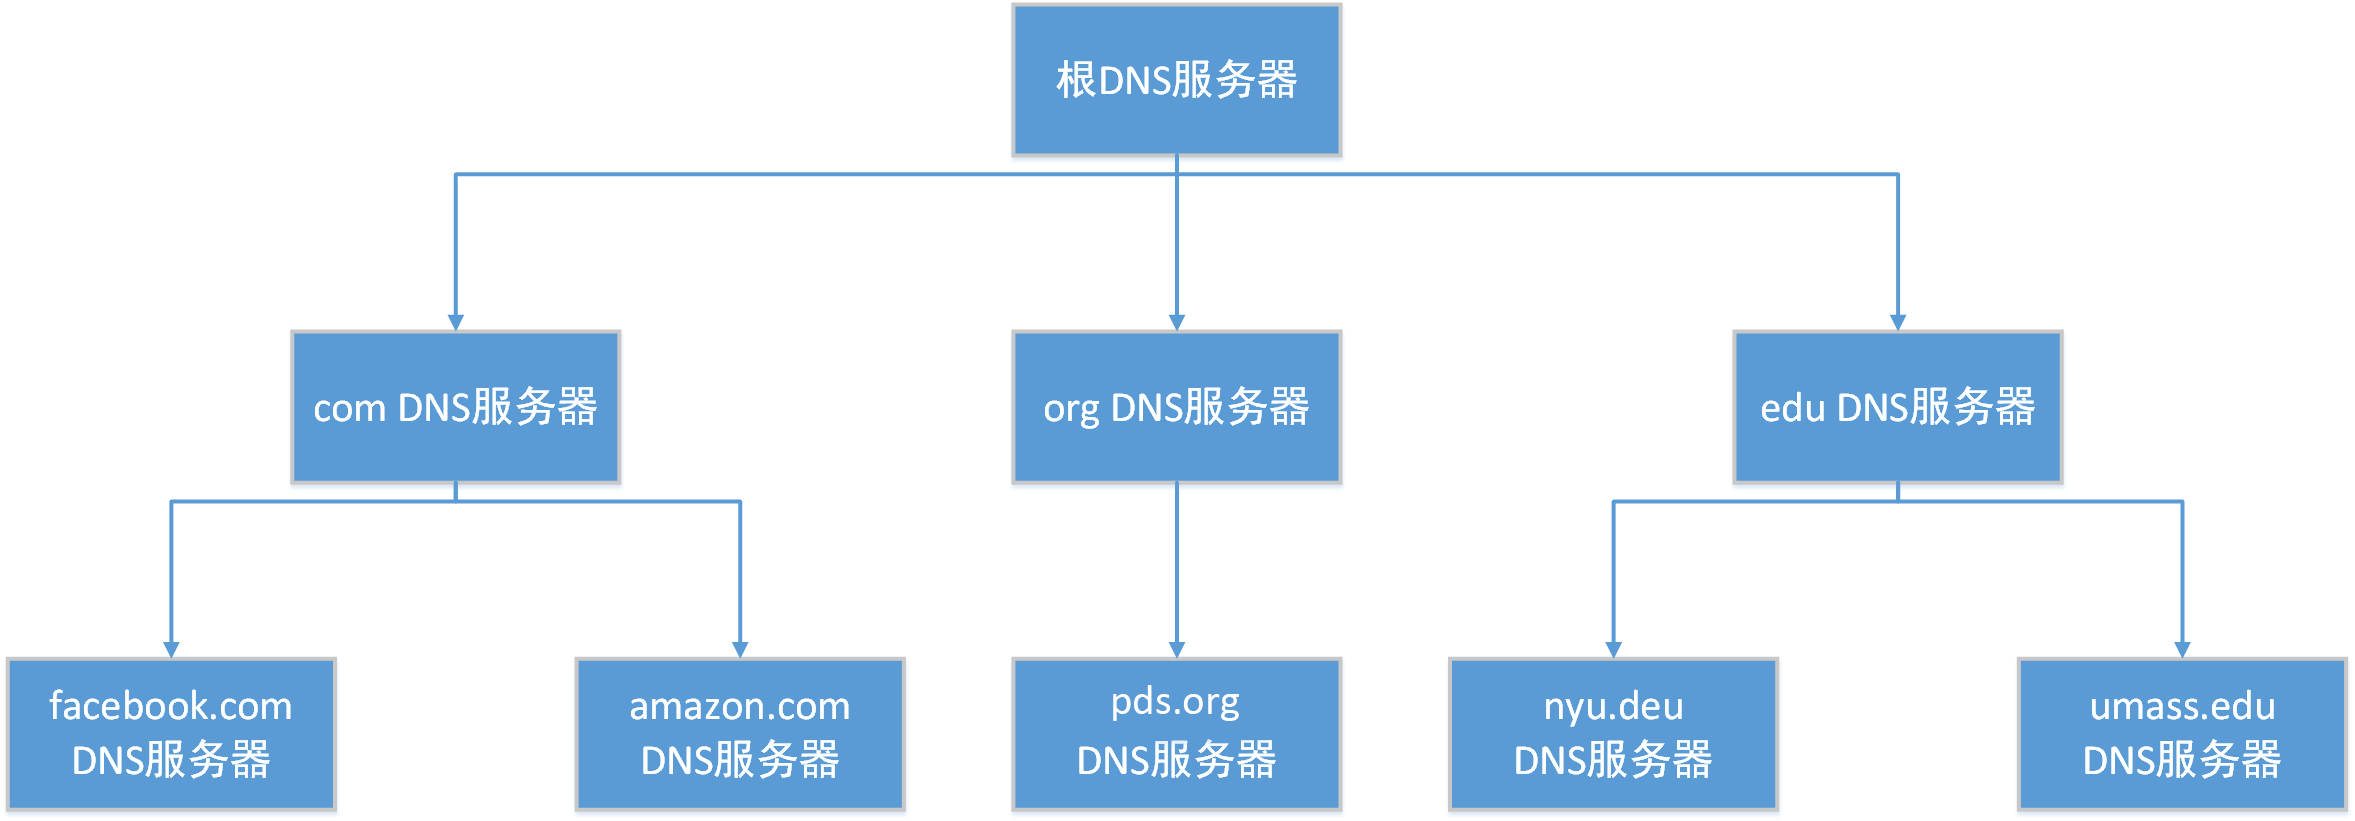 根DNS服务器
com DNS服务器
org DNS服务器
edu DNS服务器
facebook.com
DNS服务器
amazon.com
DNS服务器
pds.org
DNS服务器
nyu.deu
DNS服务器
umass.edu
DNS服务器